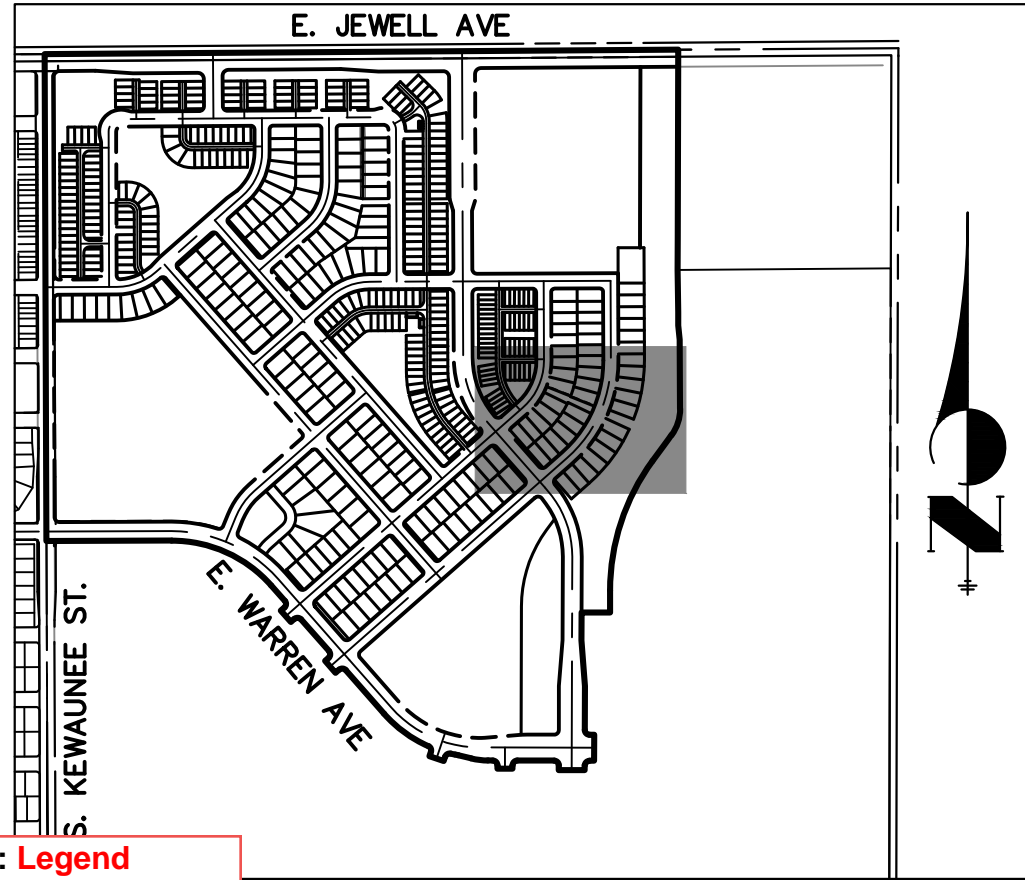 E. JEWELL AVE
E. WARREN AVE
S. KEWAUNEE ST.
N
: Legend